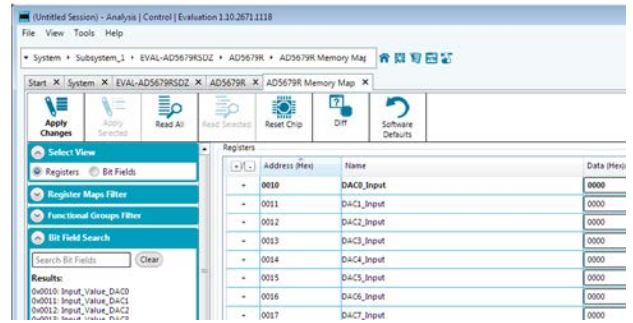 (Untitled Session) - Analysis | Control | Evaluation 1.10.2671.1118
File View Tools Help
System Subsystem_1 EVAL-AD5679RSDZ AD5679R AD5679R Memory Map
Start X System X EVAL-AD5679RSDZ X AD5679R X AD5679R Memory Map X
Apply Changes
Apply Selected
Read All
Read Selected
Reset Chip
Diff
Software Defaults
Select View
Registers Bit Fields
Register Maps Filter
Functional Groups Filter
Bit Field Search
Search Bit Fields Clear
Results:
0x0010: Input_Value_DAC0
0x0011: Input_Value_DAC1
0x0012: Input_Value_DAC2
0x0013: Input_Value_DAC3
Registers
+/- Address (Hex) Name Data (Hex)
+ 0010 DAC0_Input 0000
+ 0011 DAC1_Input 0000
+ 0012 DAC2_Input 0000
+ 0013 DAC3_Input 0000
+ 0014 DAC4_Input 0000
+ 0015 DAC5_Input 0000
+ 0016 DAC6_Input 0000
+ 0017 DAC7_Input 0000